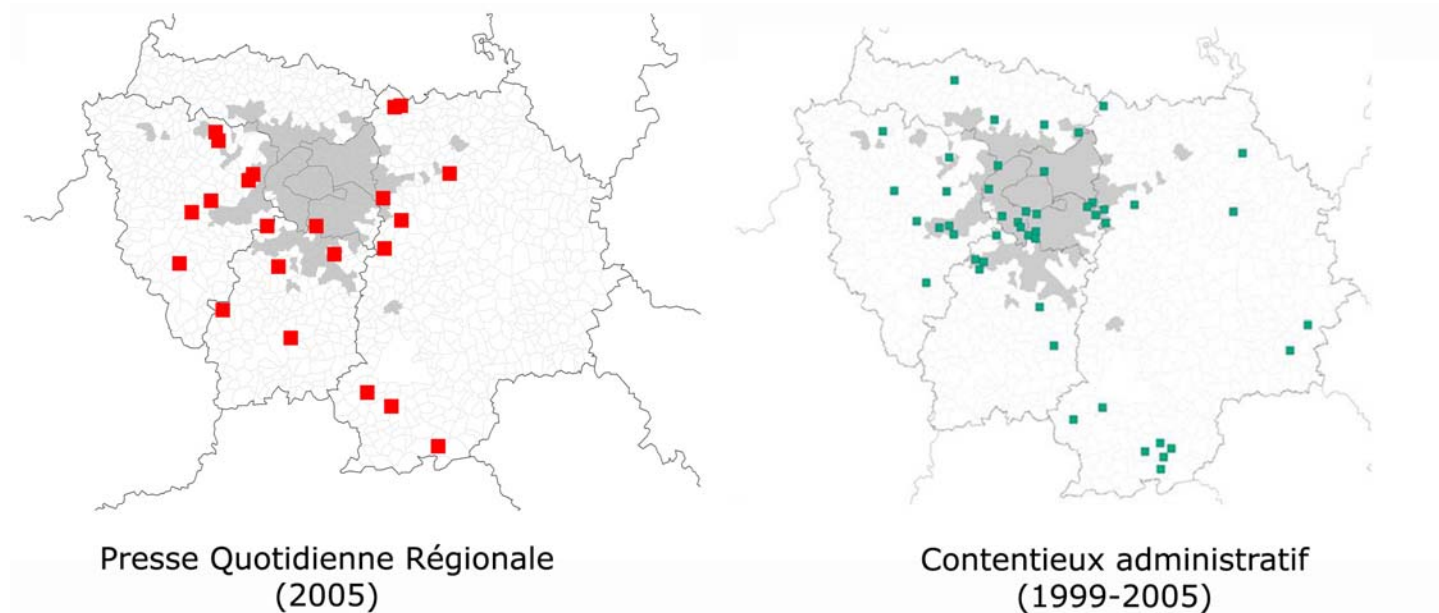 Presse Quotidienne Régionale
(2005)
Contentieux administratif
(1999-2005)